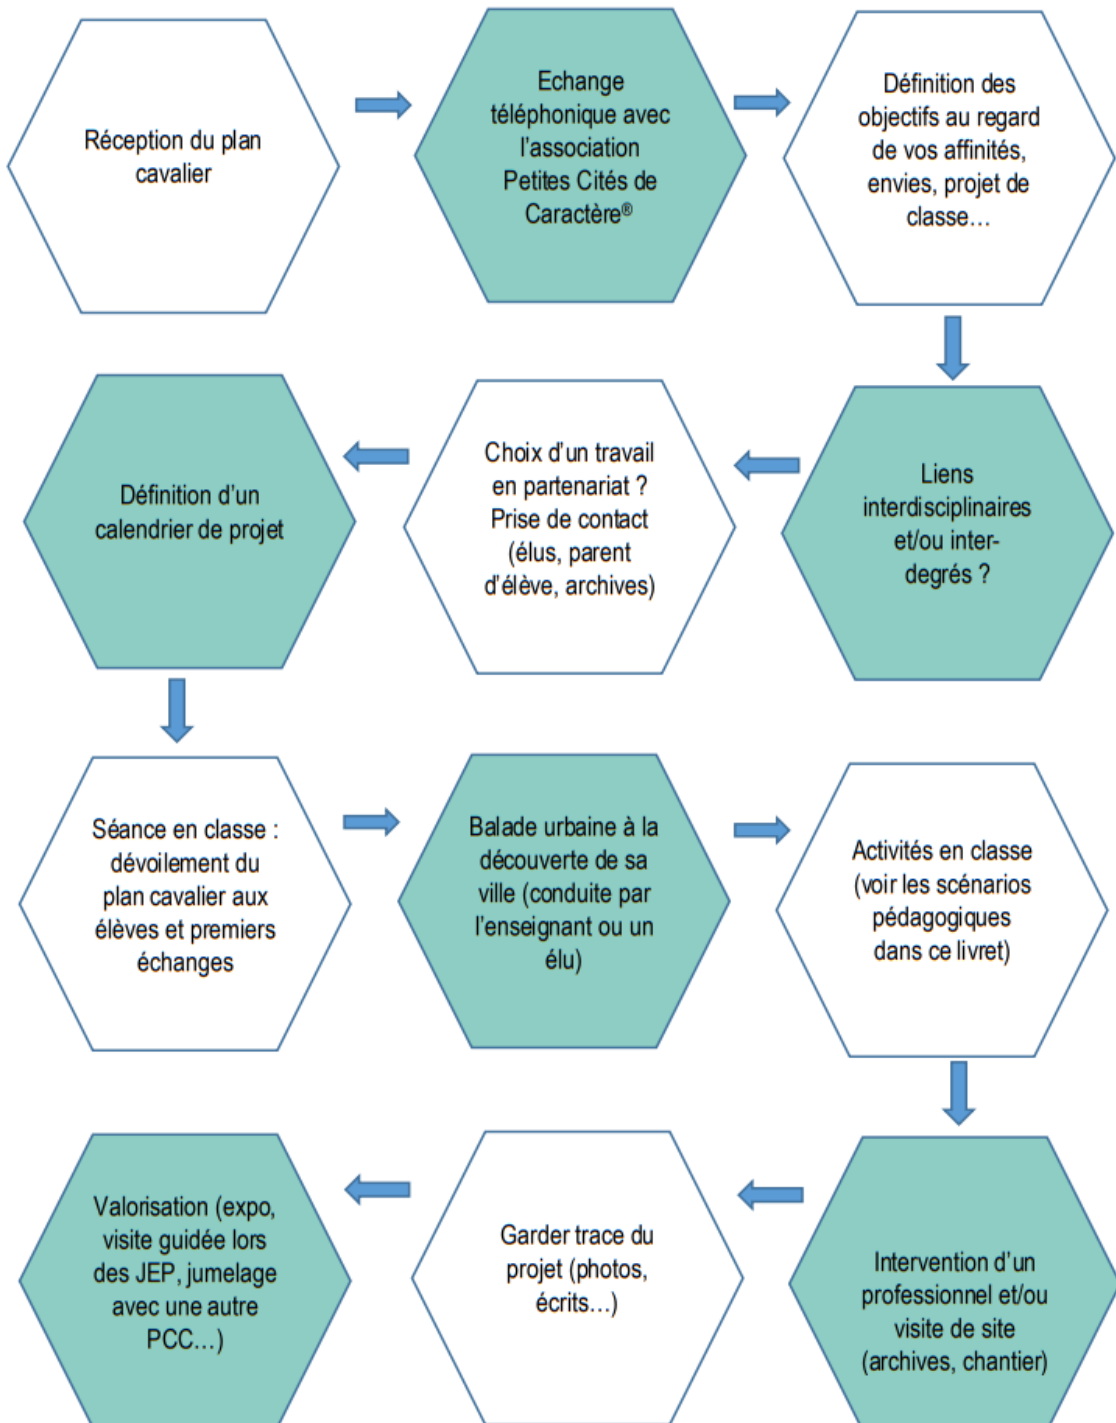 Réception du plan
cavalier
Echange
téléphonique avec
l'association
Petites Cités de
Caractère®
Définition des
objectifs au regard
de vos affinités,
envies, projet de
classe…
Liens
interdisciplinaires
et/ou inter-
degrés ?
Choix d'un travail
en partenariat ?
Prise de contact
(élus, parent
d'élève, archives)
Définition d'un
calendrier de projet
Séance en classe :
dévoilement du
plan cavalier aux
élèves et premiers
échanges
Balade urbaine à la
découverte de sa
ville (conduite par
l'enseignant ou un
élu)
Activités en classe
(voir les scénarios
pédagogiques
dans ce livret)
Intervention d'un
professionnel et/ou
visite de site
(archives, chantier)
Garder trace du
projet (photos,
écrits…)
Valorisation (expo,
visite guidée lors
des JEP, jumelage
avec une autre
PCC…)